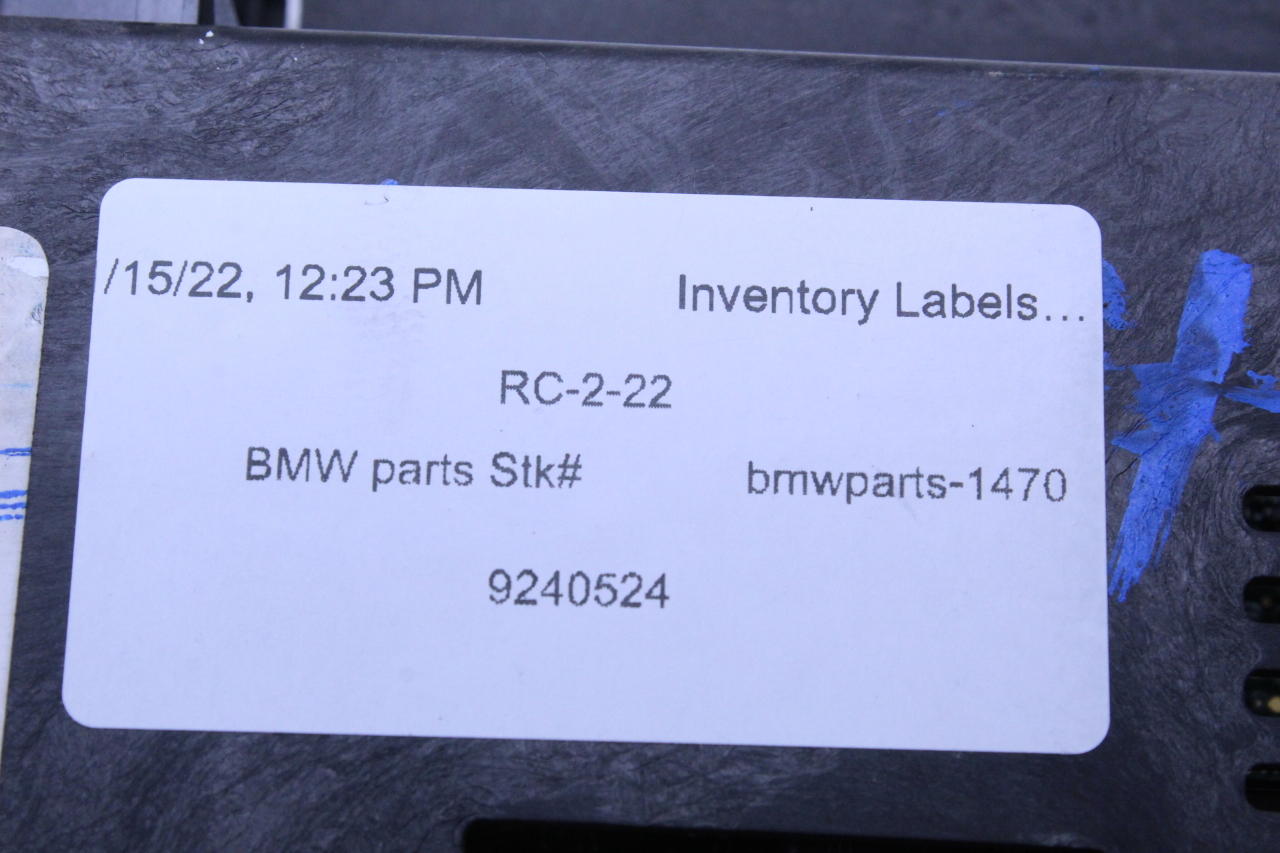 /15/22, 12:23 PM Inventory Labels...
RC-2-22
BMW parts Stk# bmwparts-1470
9240524